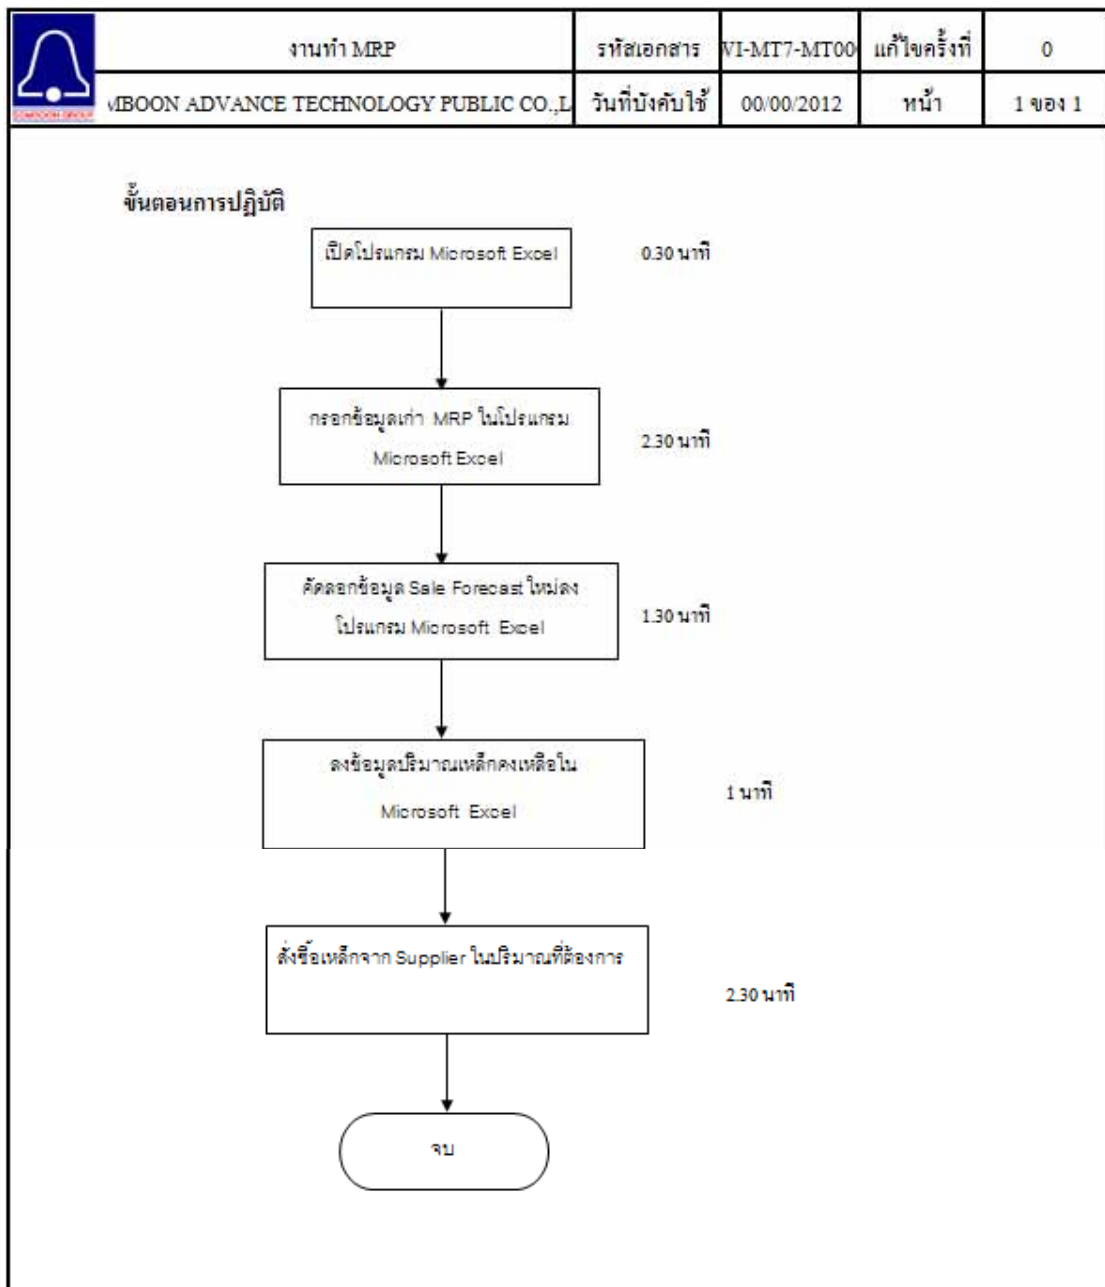 งานทำ MRP รหัสเอกสาร VI-MT7-MT00 แก้ไขครั้งที่ 0
MBOON ADVANCE TECHNOLOGY PUBLIC CO.,L วันที่บังคับใช้ 00/00/2012 หน้า 1 ของ 1
SOMBOON GROUP
ขั้นตอนการปฏิบัติ
เปิดโปรแกรม Microsoft Excel 0.30 นาที
กรอกข้อมูลเก่า MRP ในโปรแกรม
Microsoft Excel
2.30 นาที
คัดลอกข้อมูล Sale Forecast ใหม่ลง
โปรแกรม Microsoft Excel
1.30 นาที
ลงข้อมูลปริมาณเหล็กคงเหลือใน
Microsoft Excel
1 นาที
สั่งซื้อเหล็กจาก Supplier ในปริมาณที่ต้องการ
2.30 นาที
จบ